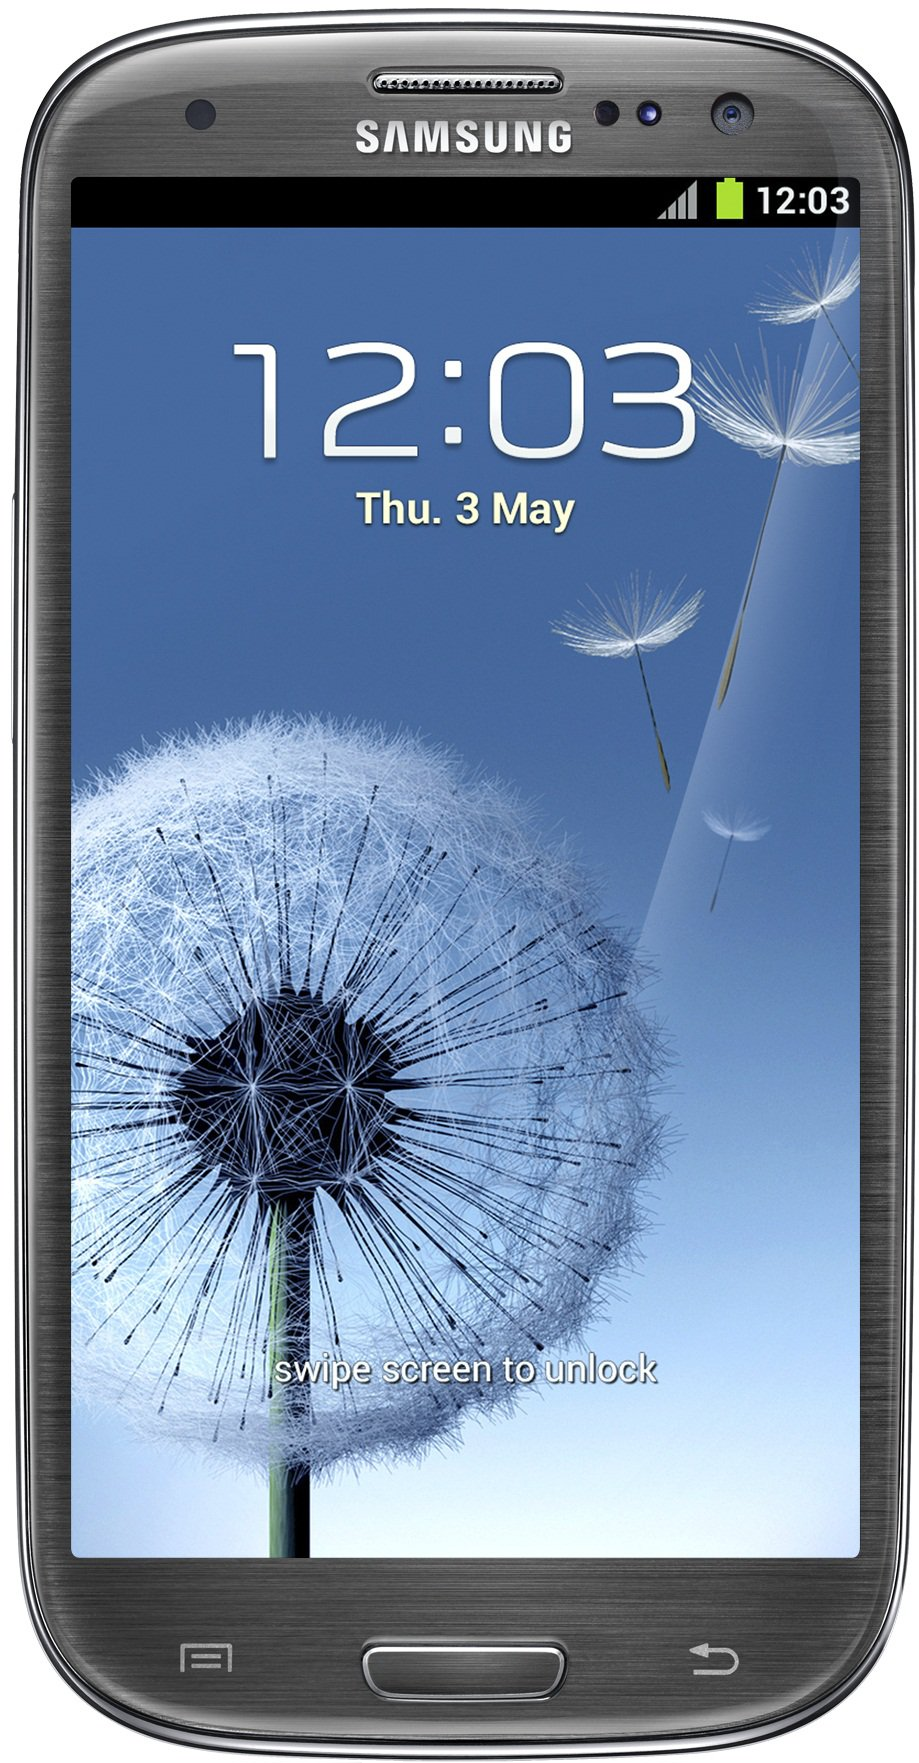 SAMSUNG
12:03
12:03
Thu. 3 May
swipe screen to unlock